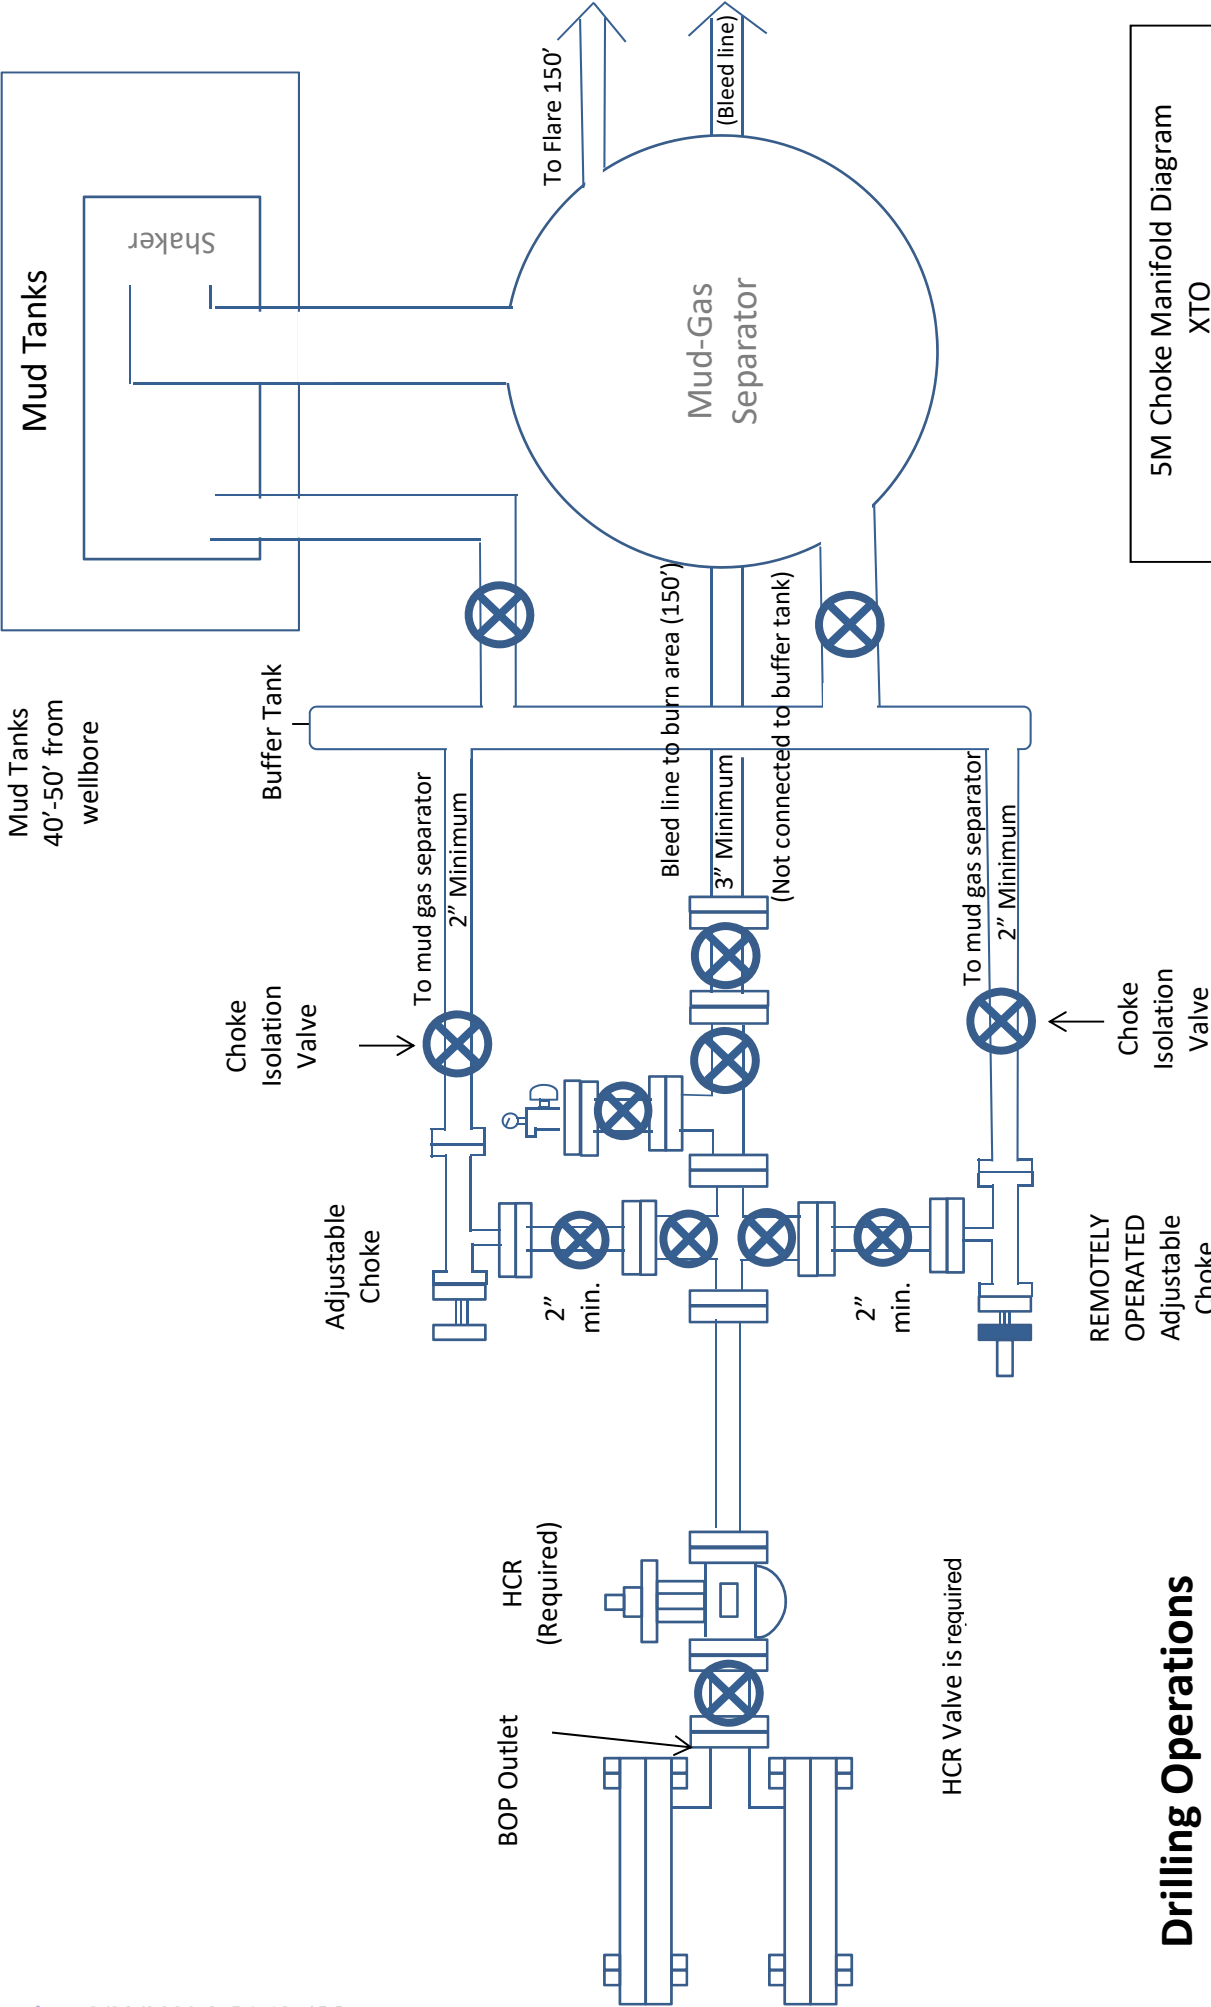 Mud Tanks
Shaker
Mud Tanks
40’-50’ from
wellbore
Buffer Tank
To Flare 150’
(Bleed line)
Mud-Gas
Separator
Choke
Isolation
Valve
To mud gas separator
2” Minimum
Bleed line to burn area (150’)
3” Minimum
(Not connected to buffer tank)
To mud gas separator
2” Minimum
Choke
Isolation
Valve
Adjustable
Choke
2”
min.
2”
min.
REMOTELY
OPERATED
Adjustable
Choke
HCR
(Required)
BOP Outlet
HCR Valve is required
Drilling Operations
5M Choke Manifold Diagram
XTO